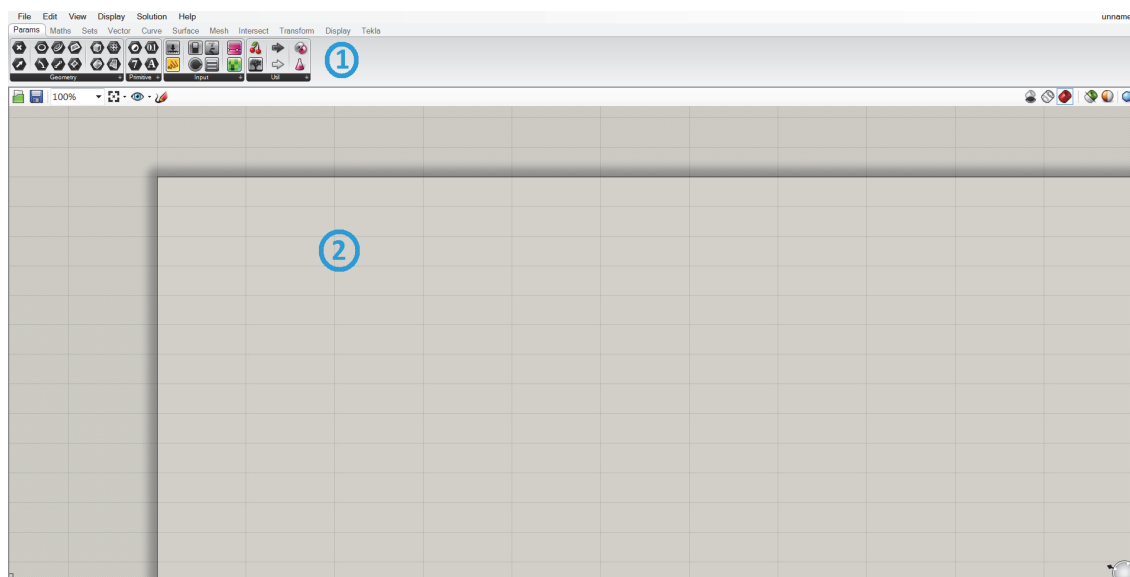 File Edit View Display Solution Help
unname
Params Maths Sets Vector Curve Surface Mesh Intersect Transform Display Tekla
1
Geometry + Primitive + Input + Util +
100%
2